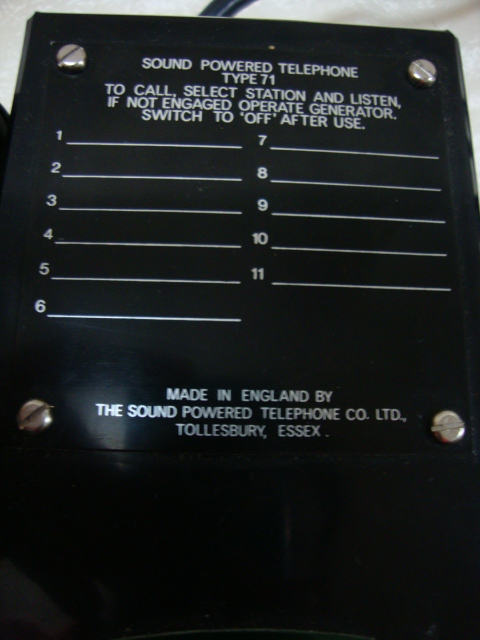 SOUND POWERED TELEPHONE
TYPE 71
TO CALL, SELECT STATION AND LISTEN,
IF NOT ENGAGED OPERATE GENERATOR.
SWITCH TO 'OFF' AFTER USE.
1
2
3
4
5
6
7
8
9
10
11
MADE IN ENGLAND BY
THE SOUND POWERED TELEPHONE CO. LTD.,
TOLLESBURY, ESSEX.